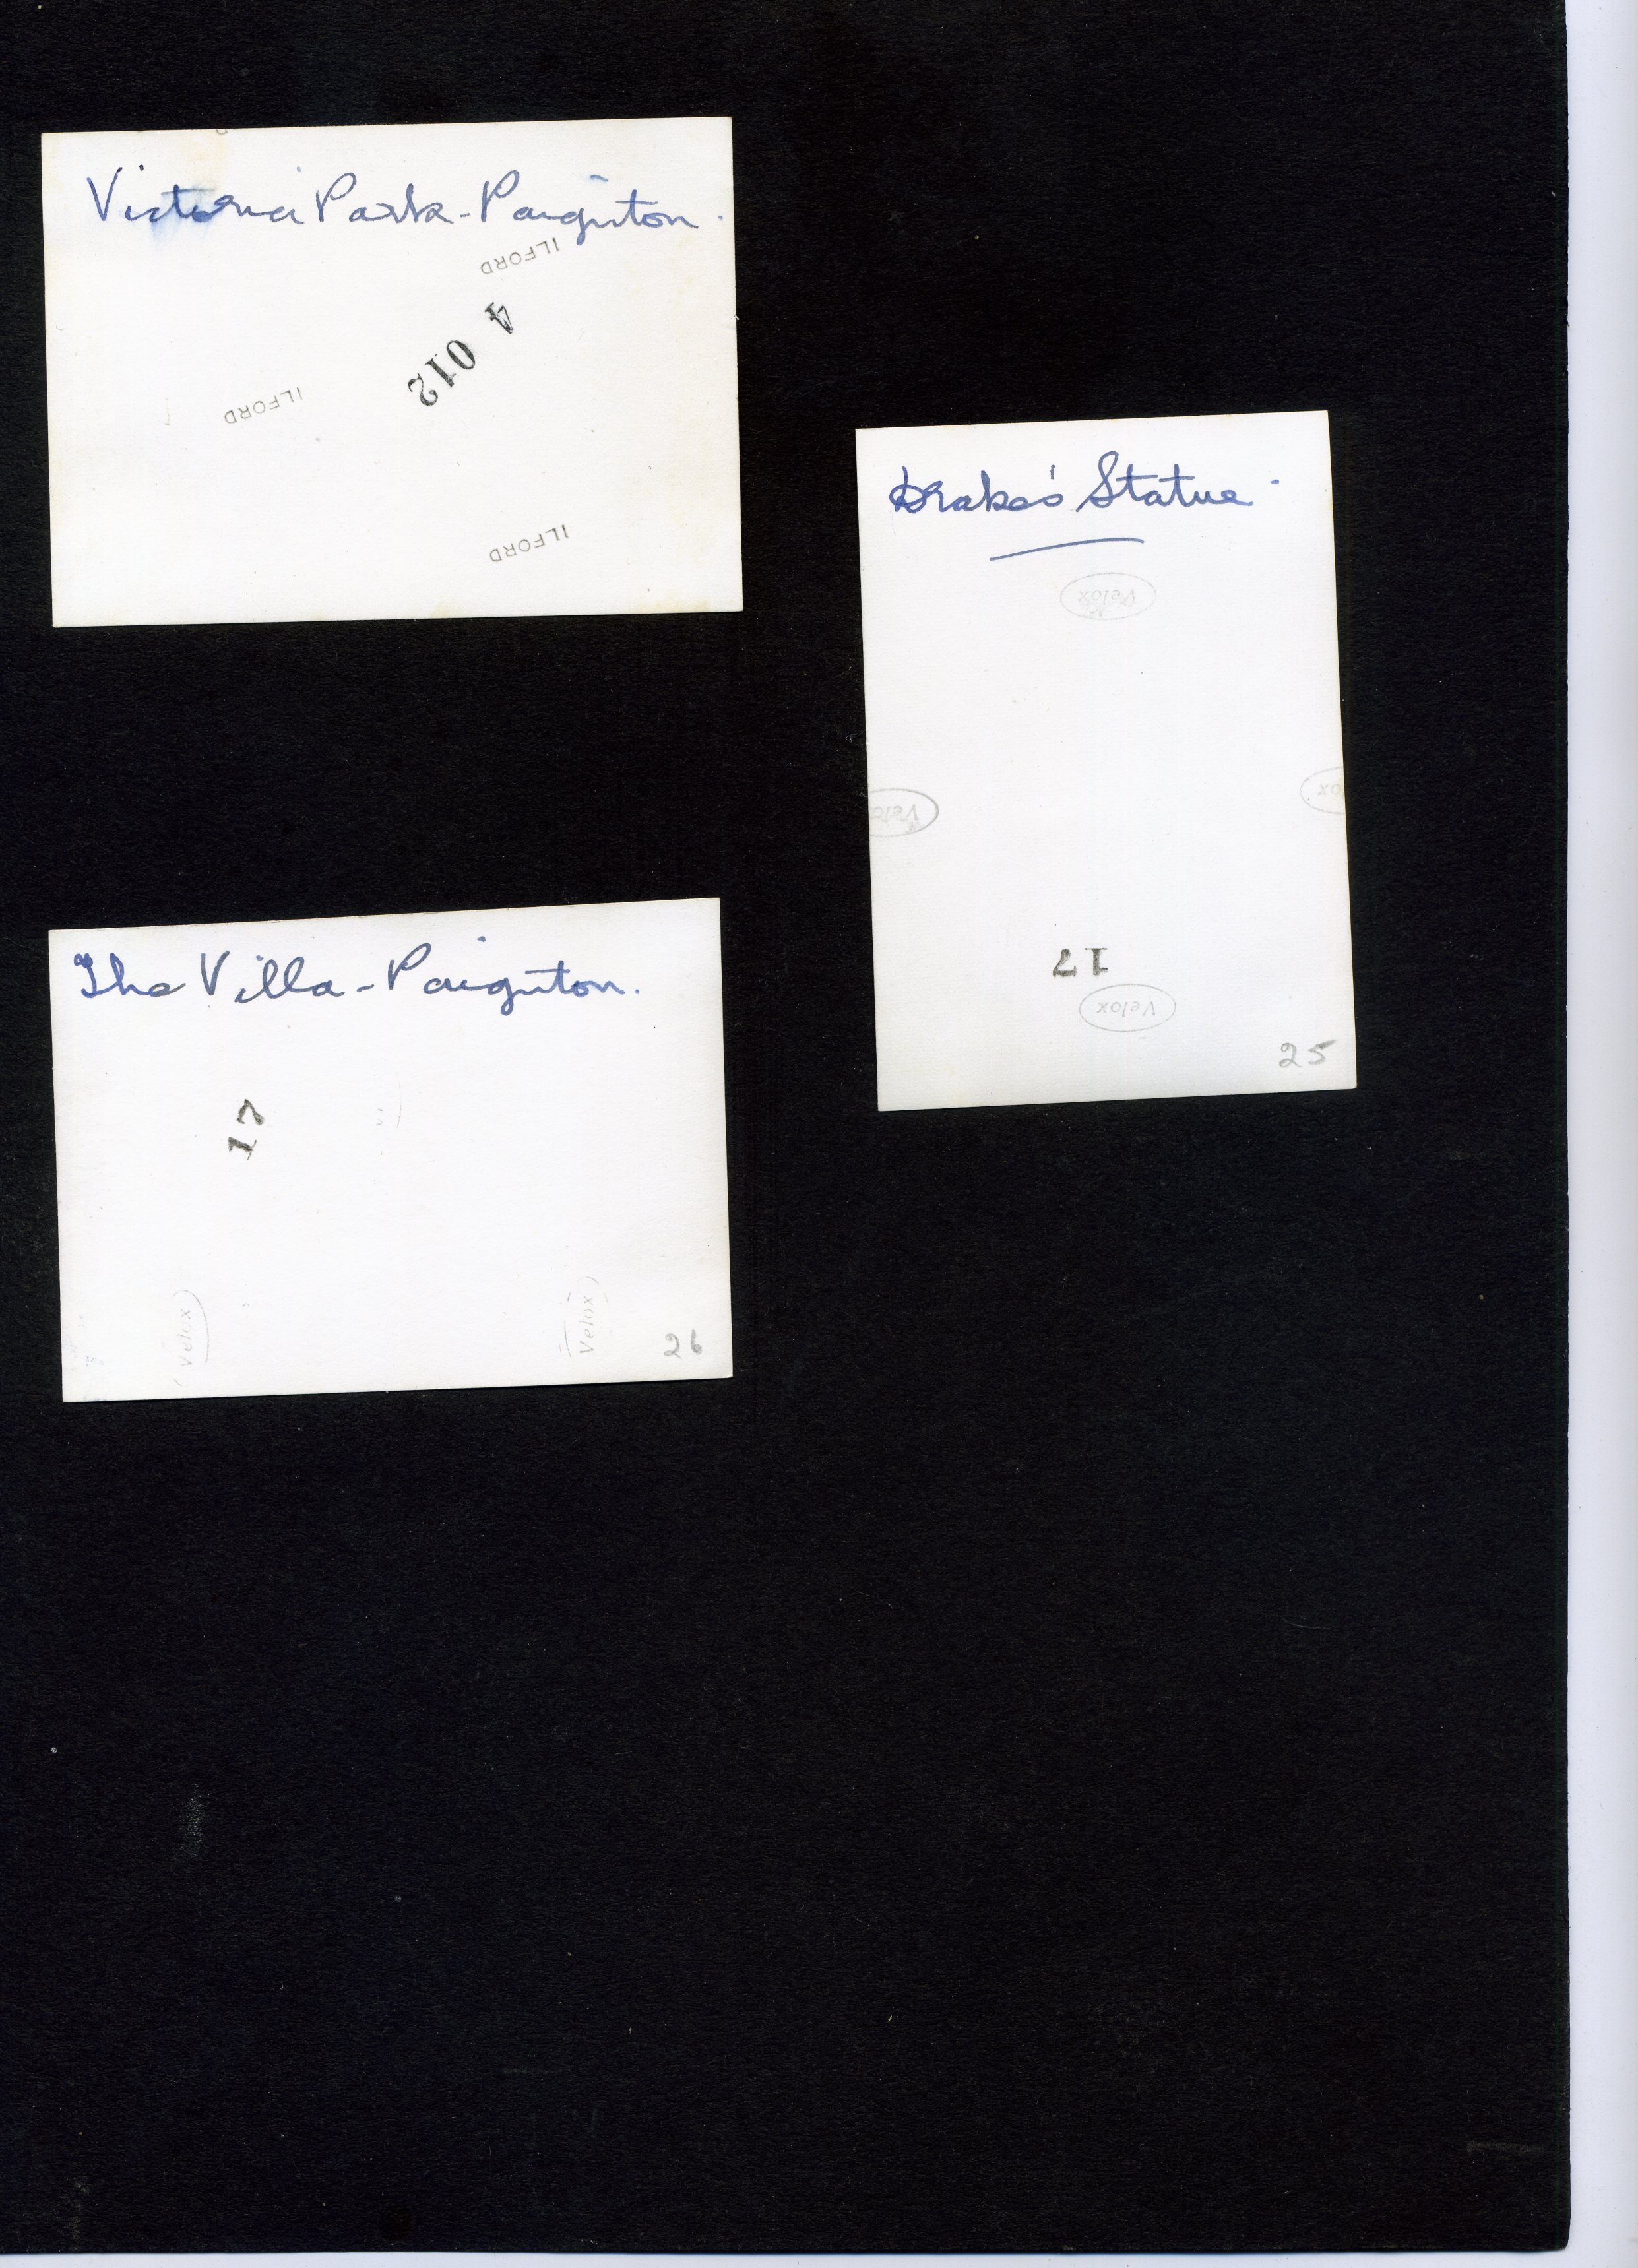 Victoria Park - Paignton.
ILFORD
4 012
ILFORD
ILFORD
Drake's Statue.
Velox
Velox
17
Velox
25
The Villa - Paignton.
17
Velox
Velox
26